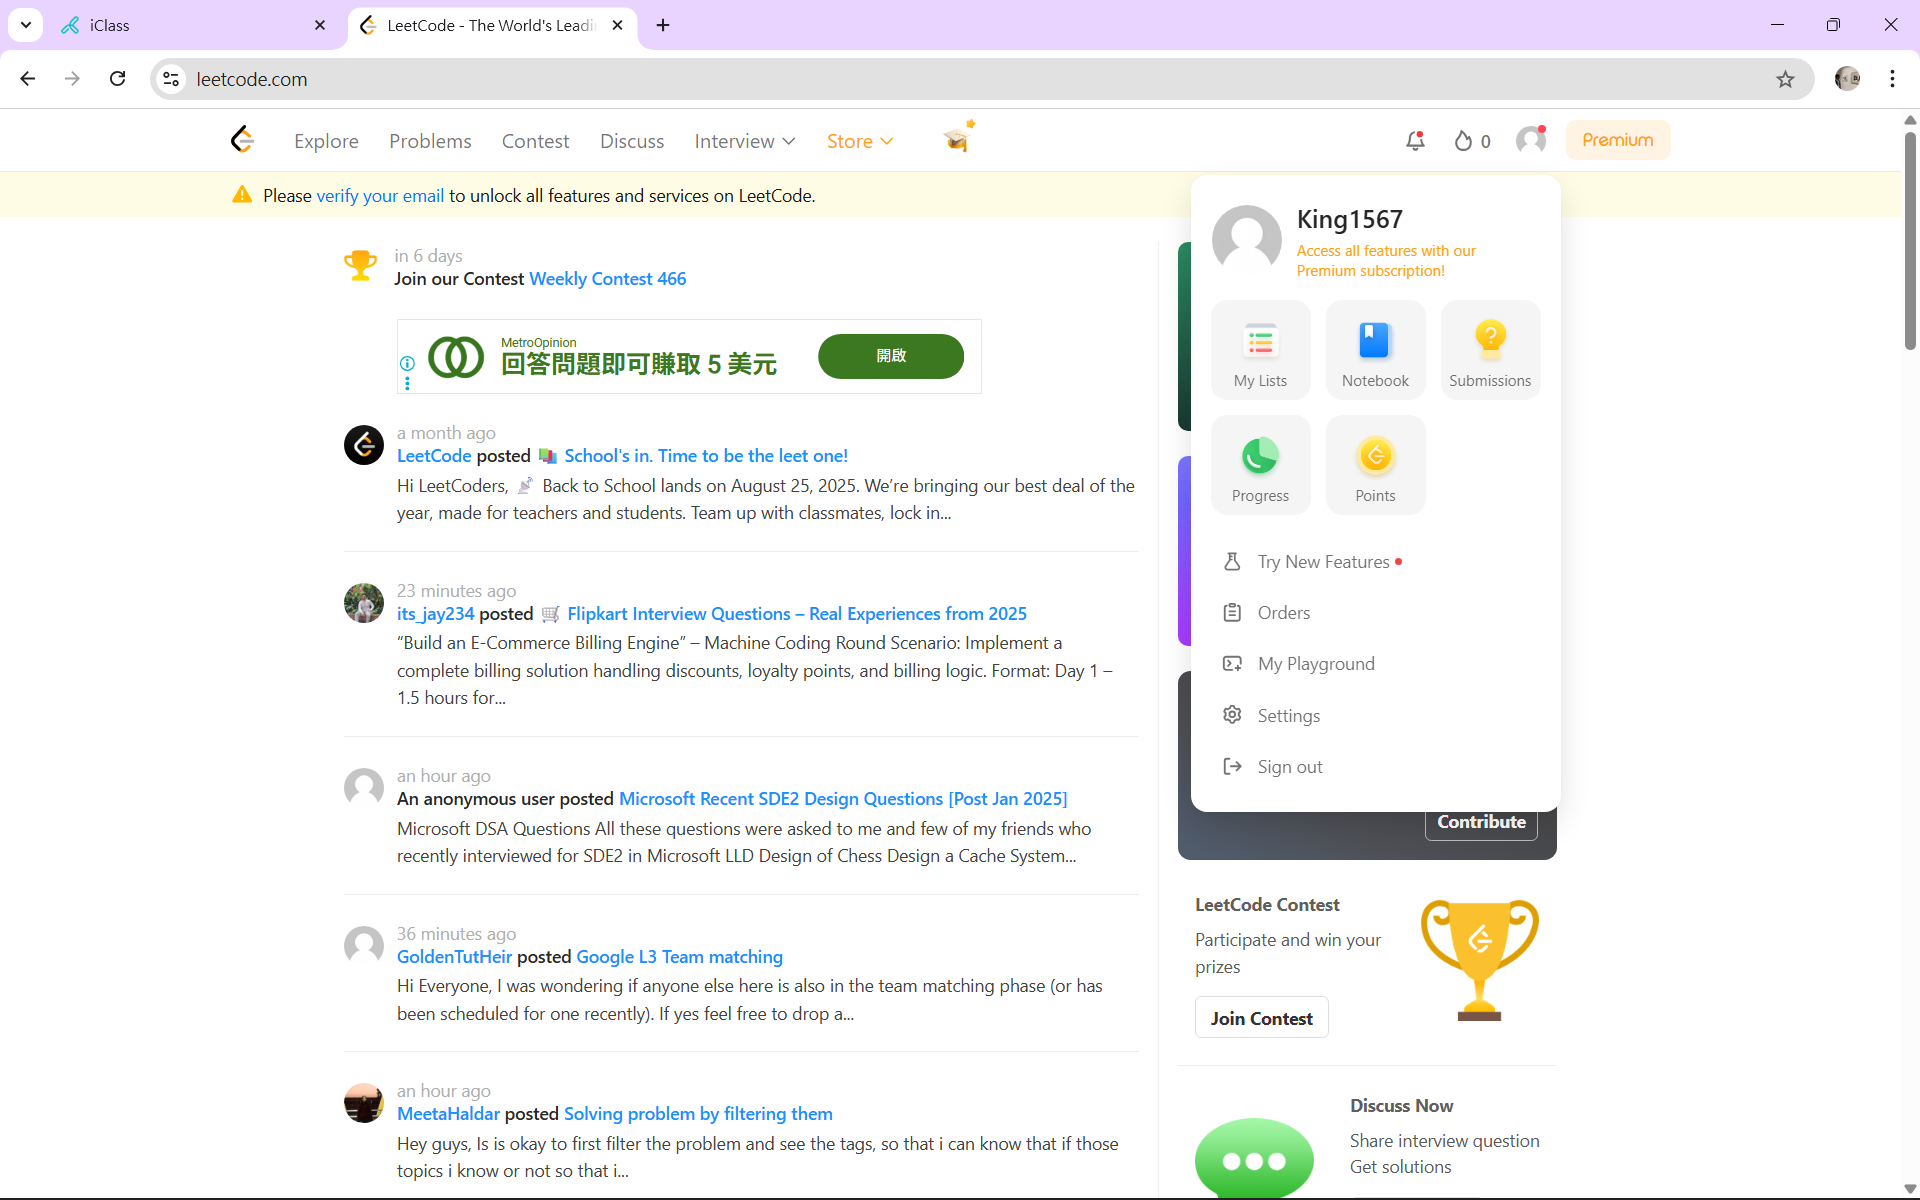 iClass
LeetCode - The World's Leadi
leetcode.com
Explore
Problems
Contest
Discuss
Interview
Store
0
Premium
Please verify your email to unlock all features and services on LeetCode.
in 6 days
Join our Contest Weekly Contest 466
MetroOpinion
回答問題即可賺取 5 美元
開啟
a month ago
LeetCode posted 📚 School's in. Time to be the leet one!
Hi LeetCoders, 📡 Back to School lands on August 25, 2025. We’re bringing our best deal of the
year, made for teachers and students. Team up with classmates, lock in...
23 minutes ago
its_jay234 posted 🛒 Flipkart Interview Questions – Real Experiences from 2025
“Build an E-Commerce Billing Engine” – Machine Coding Round Scenario: Implement a
complete billing solution handling discounts, loyalty points, and billing logic. Format: Day 1 –
1.5 hours for...
an hour ago
An anonymous user posted Microsoft Recent SDE2 Design Questions [Post Jan 2025]
Microsoft DSA Questions All these questions were asked to me and few of my friends who
recently interviewed for SDE2 in Microsoft LLD Design of Chess Design a Cache System...
36 minutes ago
GoldenTutHeir posted Google L3 Team matching
Hi Everyone, I was wondering if anyone else here is also in the team matching phase (or has
been scheduled for one recently). If yes feel free to drop a...
an hour ago
MeetaHaldar posted Solving problem by filtering them
Hey guys, Is is okay to first filter the problem and see the tags, so that i can know that if those
topics i know or not so that i...
King1567
Access all features with our
Premium subscription!
My Lists
Notebook
Submissions
Progress
Points
Try New Features
Orders
My Playground
Settings
Sign out
Contribute
LeetCode Contest
Participate and win your
prizes
Join Contest
Discuss Now
Share interview question
Get solutions